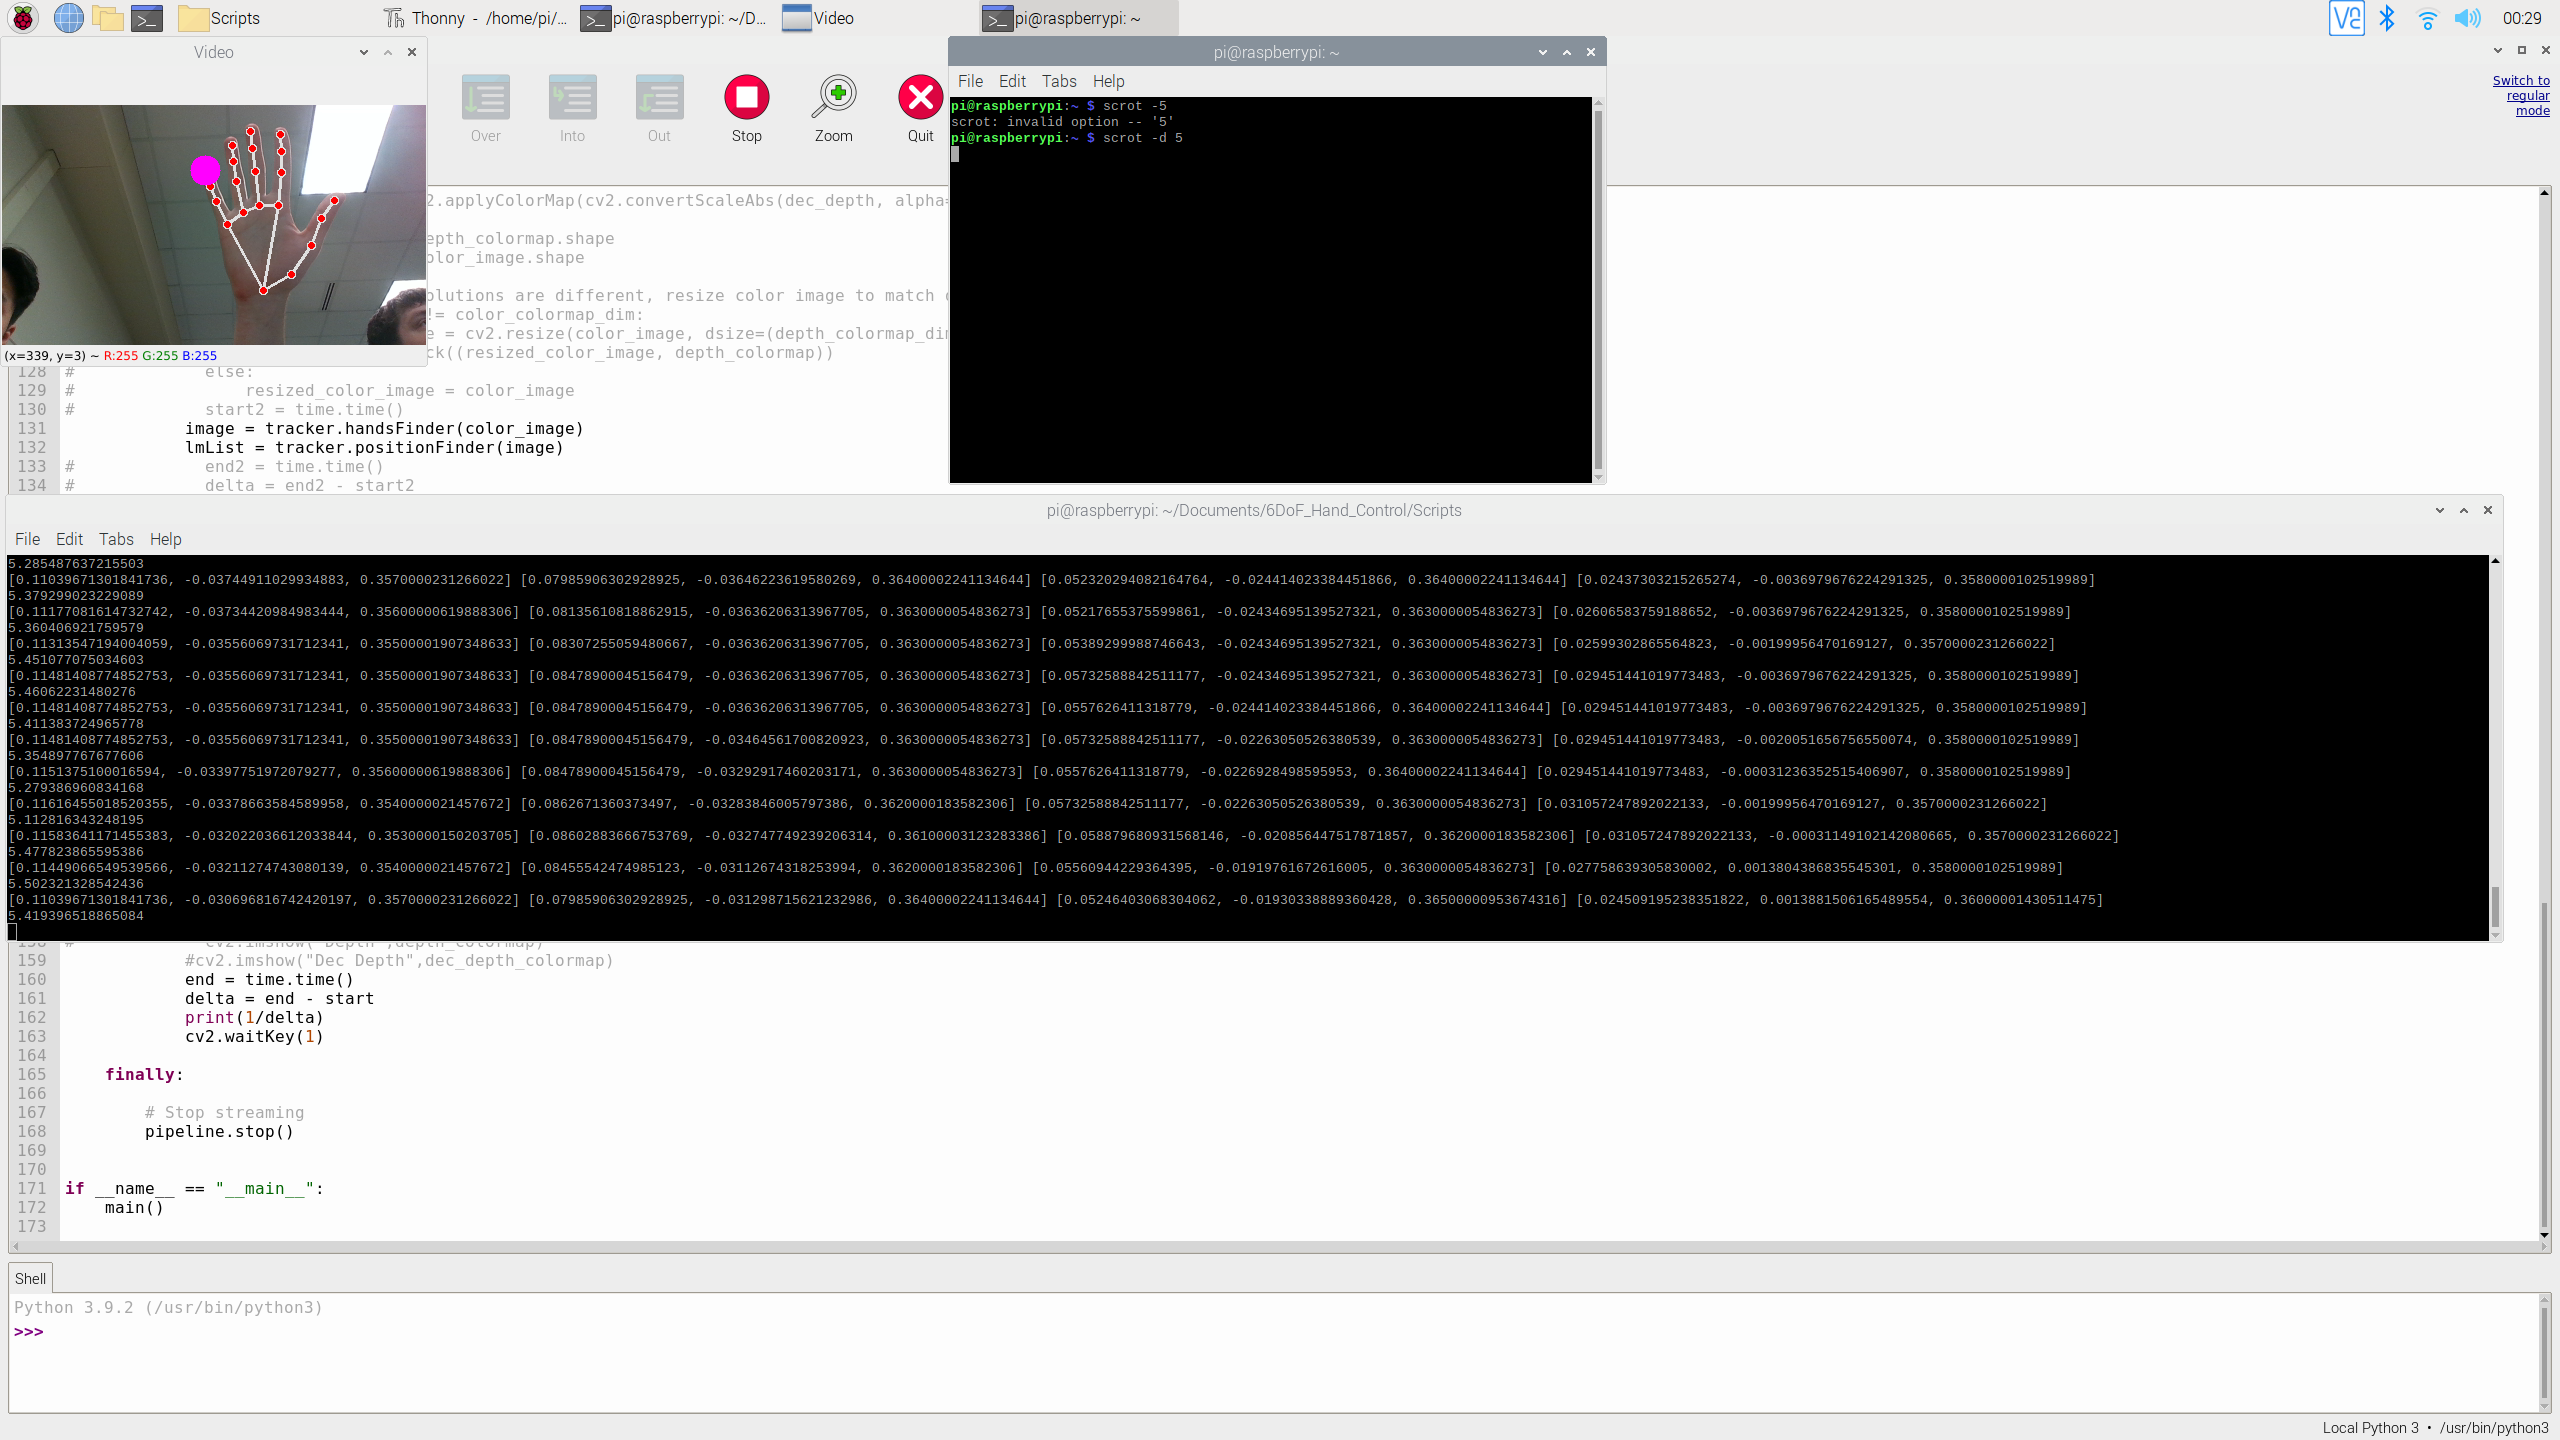 Scripts
Thonny - /home/pi/...
pi@raspberrypi: ~/D...
Video
pi@raspberrypi: ~
00:29
Video
pi@raspberrypi: ~
Over
Into
Out
Stop
Zoom
Quit
File Edit Tabs Help
Switch to
regular
mode
pi@raspberrypi:~ $ scrot -5
scrot: invalid option -- '5'
pi@raspberrypi:~ $ scrot -d 5
2.applyColorMap(cv2.convertScaleAbs(dec_depth, alpha=
epth_colormap.shape
olor_image.shape
olutions are different, resize color image to match
!= color_colormap_dim:
e = cv2.resize(color_image, dsize=(depth_colormap_di
ck((resized_color_image, depth_colormap))
(x=339, y=3) ~ R:255 G:255 B:255
128 # else:
129 # resized_color_image = color_image
130 # start2 = time.time()
131 image = tracker.handsFinder(color_image)
132 lmList = tracker.positionFinder(image)
133 # end2 = time.time()
134 # delta = end2 - start2
pi@raspberrypi: ~/Documents/6DoF_Hand_Control/Scripts
File Edit Tabs Help
5.285487637215503
[0.11039671301841736, -0.03744911029934883, 0.3570000231266022] [0.07985906302928925, -0.03646223619580269, 0.36400002241134644] [0.052320294082164764, -0.024414023384451866, 0.36400002241134644] [0.02437303215265274, -0.0036979676224291325, 0.3580000102519989]
5.379299023229089
[0.11177081614732742, -0.03734420984983444, 0.35600000619888306] [0.08135610818862915, -0.03636206313967705, 0.3630000054836273] [0.05217655375599861, -0.02434695139527321, 0.3630000054836273] [0.02606583759188652, -0.0036979676224291325, 0.3580000102519989]
5.360406921759579
[0.11313547194004059, -0.03556069731712341, 0.35500001907348633] [0.08307255059480667, -0.03636206313967705, 0.3630000054836273] [0.05389299988746643, -0.02434695139527321, 0.3630000054836273] [0.02599302865564823, -0.00199956470169127, 0.3570000231266022]
5.451077075034603
[0.11481408774852753, -0.03556069731712341, 0.35500001907348633] [0.08478900045156479, -0.03636206313967705, 0.3630000054836273] [0.05732588842511177, -0.02434695139527321, 0.3630000054836273] [0.029451441019773483, -0.0036979676224291325, 0.3580000102519989]
5.46062231480276
[0.11481408774852753, -0.03556069731712341, 0.35500001907348633] [0.08478900045156479, -0.03636206313967705, 0.3630000054836273] [0.0557626411318779, -0.024414023384451866, 0.36400002241134644] [0.029451441019773483, -0.0036979676224291325, 0.3580000102519989]
5.411383724965778
[0.11481408774852753, -0.03556069731712341, 0.35500001907348633] [0.08478900045156479, -0.03464561700820923, 0.3630000054836273] [0.05732588842511177, -0.02263050526380539, 0.3630000054836273] [0.029451441019773483, -0.0020051656756550074, 0.3580000102519989]
5.354897767677606
[0.1151375100016594, -0.03397751972079277, 0.35600000619888306] [0.08478900045156479, -0.03292917460203171, 0.3630000054836273] [0.0557626411318779, -0.0226928498595953, 0.36400002241134644] [0.029451441019773483, -0.00031236352515406907, 0.3580000102519989]
5.279386960834168
[0.11616455018520355, -0.03378663584589958, 0.3540000021457672] [0.0862671360373497, -0.03283846005797386, 0.3620000183582306] [0.05732588842511177, -0.02263050526380539, 0.3630000054836273] [0.031057247892022133, -0.00199956470169127, 0.3570000231266022]
5.112816343248195
[0.11583641171455383, -0.032022036612033844, 0.3530000150203705] [0.08602883666753769, -0.032747749239206314, 0.36100003123283386] [0.058879680931568146, -0.020856447517871857, 0.3620000183582306] [0.031057247892022133, -0.00031149102142080665, 0.3570000231266022]
5.477823865595386
[0.11449066549539566, -0.03211274743080139, 0.3540000021457672] [0.08455542474985123, -0.03112674318253994, 0.3620000183582306] [0.05560944229364395, -0.01919761672616005, 0.3630000054836273] [0.027758639305830002, 0.0013804386835545301, 0.3580000102519989]
5.502321328542436
[0.11039671301841736, -0.030696816742420197, 0.3570000231266022] [0.07985906302928925, -0.031298715621232986, 0.36400002241134644] [0.05246403068304062, -0.01930338889360428, 0.36500000953674316] [0.024509195238351822, 0.0013881506165489554, 0.36000001430511475]
5.419396518865084
158 # cv2.imshow("Depth",depth_colormap)
159 #cv2.imshow("Dec Depth",dec_depth_colormap)
160 end = time.time()
161 delta = end - start
162 print(1/delta)
163 cv2.waitKey(1)
164
165 finally:
166
167 # Stop streaming
168 pipeline.stop()
169
170
171 if __name__ == "__main__":
172 main()
173
Shell
Python 3.9.2 (/usr/bin/python3)
>>>
Local Python 3 • /usr/bin/python3